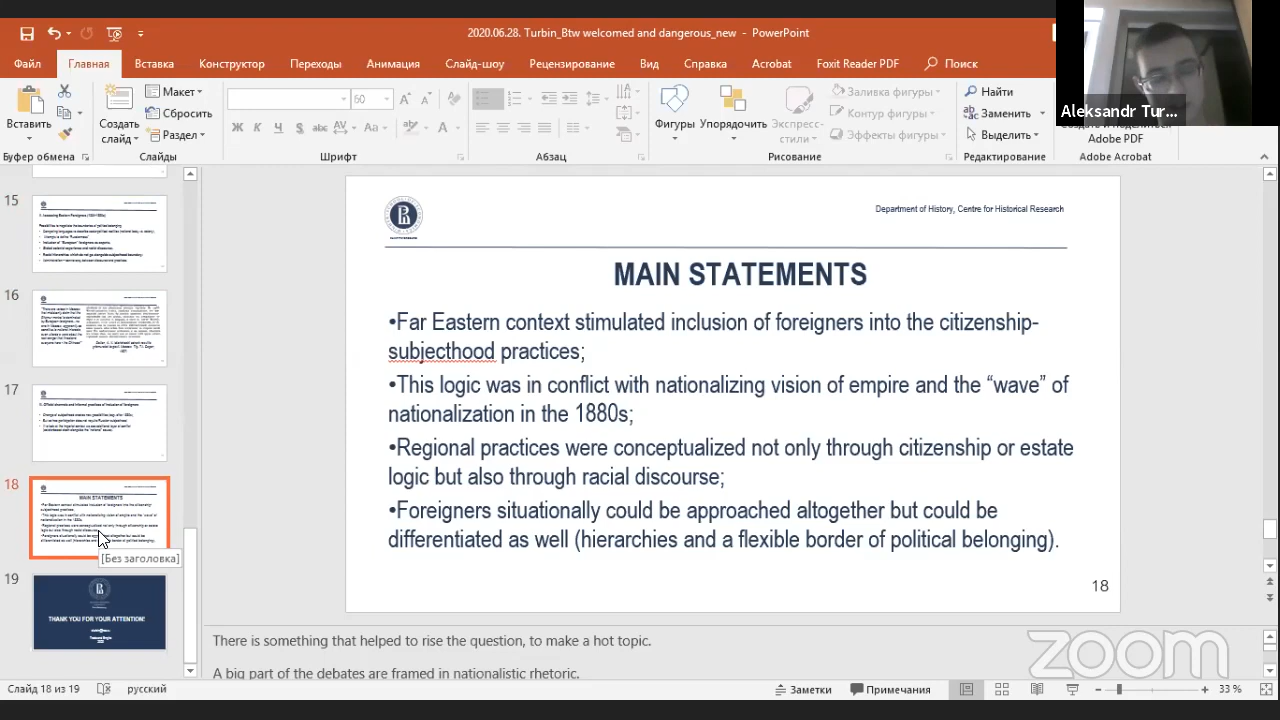 2020.06.28. Turbin_Btw welcomed and dangerous_new - PowerPoint
Файл Главная Вставка Конструктор Переходы Анимация Слайд-шоу Рецензирование Вид Справка Acrobat Foxit Reader PDF Поиск
Aleksandr Tur...
Вставить
Буфер обмена
Создать слайд
Макет
Сбросить
Раздел
Слайды
60
Ж К Ч S abc AV Aa
Шрифт
Абзац
Фигуры
Упорядочить
Экспресс-стили
Заливка фигуры
Контур фигуры
Эффекты фигуры
Рисование
Найти
Заменить
Выделить
Редактирование
Adobe PDF
Adobe Acrobat
15
16
17
18
MAIN STATEMENTS
[Без заголовка]
19
THANK YOU FOR YOUR ATTENTION!
Department of History, Centre for Historical Research
MAIN STATEMENTS
•Far Eastern context stimulated inclusion of foreigners into the citizenship-
subjecthood practices;
•This logic was in conflict with nationalizing vision of empire and the “wave” of
nationalization in the 1880s;
•Regional practices were conceptualized not only through citizenship or estate
logic but also through racial discourse;
•Foreigners situationally could be approached altogether but could be
differentiated as well (hierarchies and a flexible border of political belonging).
18
There is something that helped to rise the question, to make a hot topic.
A big part of the debates are framed in nationalistic rhetoric.
zoom
Слайд 18 из 19 русский Заметки Примечания 33 %